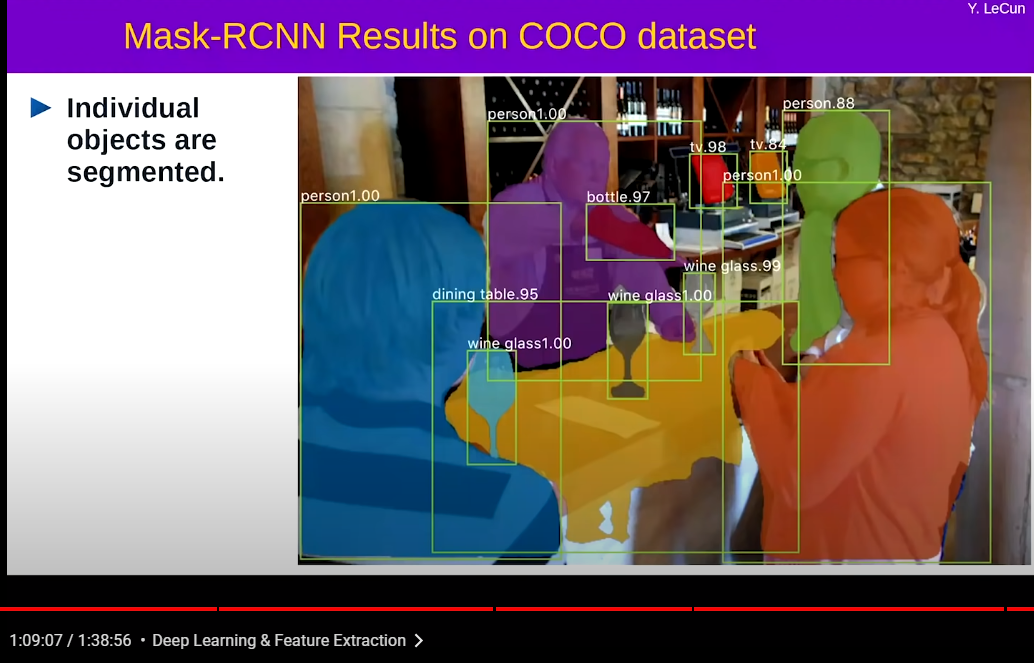 Y. LeCun
Mask-RCNN Results on COCO dataset
Individual
objects are
segmented.
person1.00
person.88
tv.98
tv.84
person1.00
person1.00
bottle.97
wine glass.99
dining table.95
wine glass1.00
wine glass1.00
1:09:07 / 1:38:56 • Deep Learning & Feature Extraction